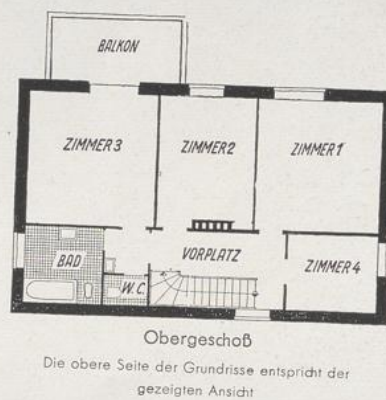 BALKON
ZIMMER 3
ZIMMER 2
ZIMMER 1
BAD
W.C.
VORPLATZ
ZIMMER 4
Obergeschoß
Die obere Seite der Grundrisse entspricht der
gezeigten Ansicht